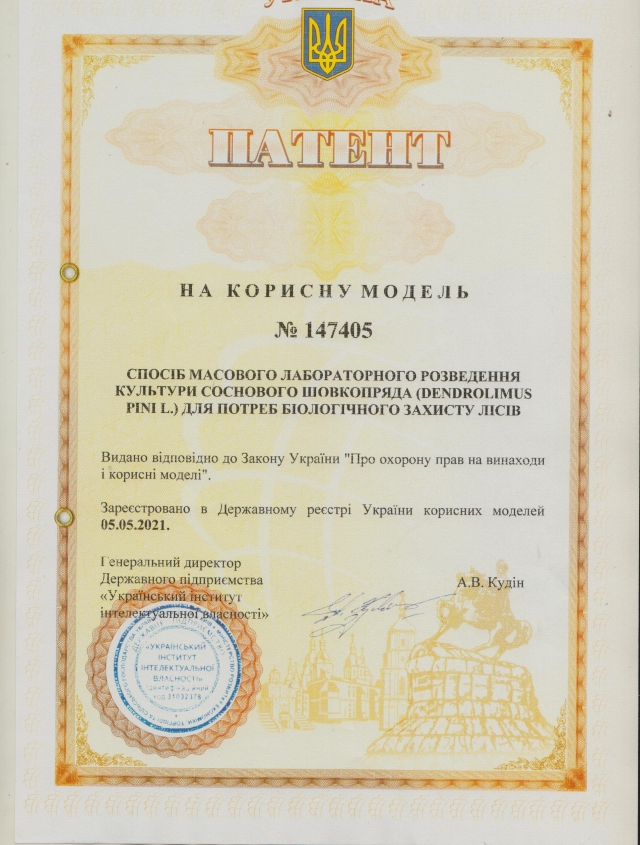 УКРАЇНА
ПАТЕНТ
НА КОРИСНУ МОДЕЛЬ
№ 147405
СПОСІБ МАСОВОГО ЛАБОРАТОРНОГО РОЗВЕДЕННЯ
КУЛЬТУРИ СОСНОВОГО ШОВКОПРЯДА (DENDROLIMUS
PINI L.) ДЛЯ ПОТРЕБ БІОЛОГІЧНОГО ЗАХИСТУ ЛІСІВ
Видано відповідно до Закону України "Про охорону прав на винаходи
і корисні моделі".
Зареєстровано в Державному реєстрі України корисних моделей
05.05.2021.
Генеральний директор
Державного підприємства
«Український інститут
інтелектуальної власності»
А.В. Кудін
«УКРАЇНСЬКИЙ
ІНСТИТУТ
ІНТЕЛЕКТУАЛЬНОЇ
ВЛАСНОСТІ»